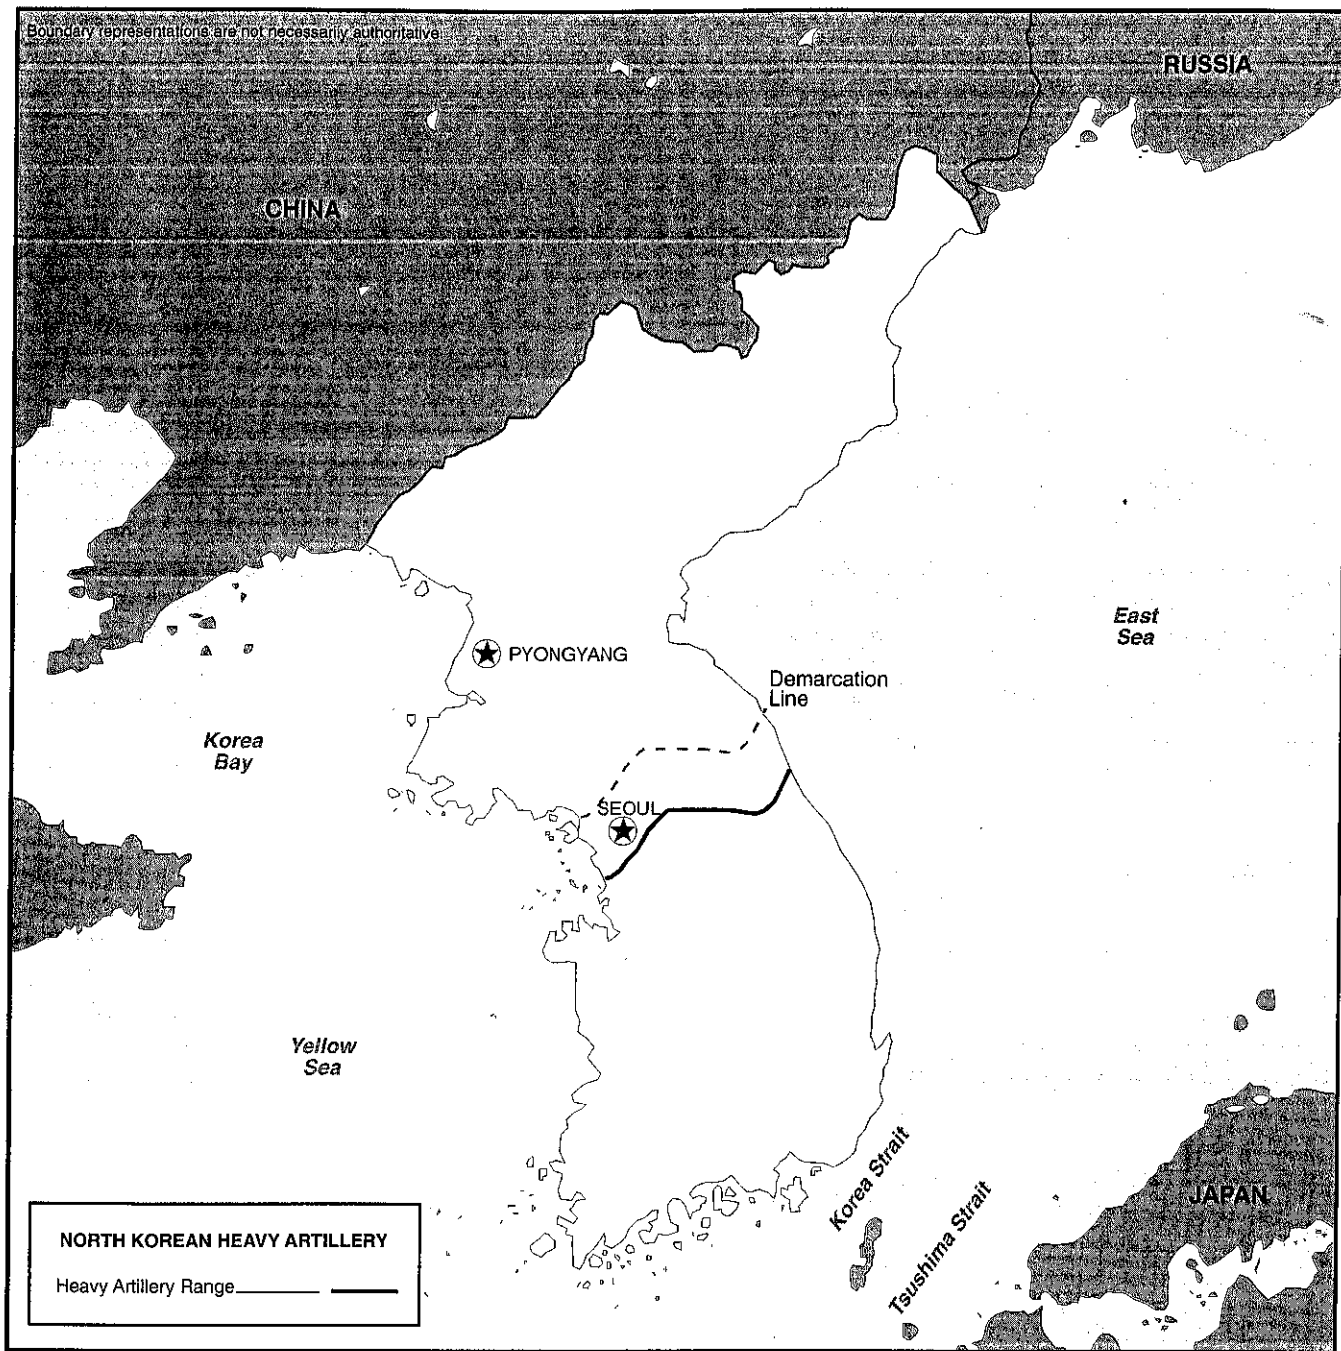 Boundary representations are not necessarily authoritative.
RUSSIA
CHINA
East
Sea
PYONGYANG
Demarcation
Line
Korea
Bay
SEOUL
Yellow
Sea
Korea Strait
Tsushima Strait
JAPAN
NORTH KOREAN HEAVY ARTILLERY
Heavy Artillery Range